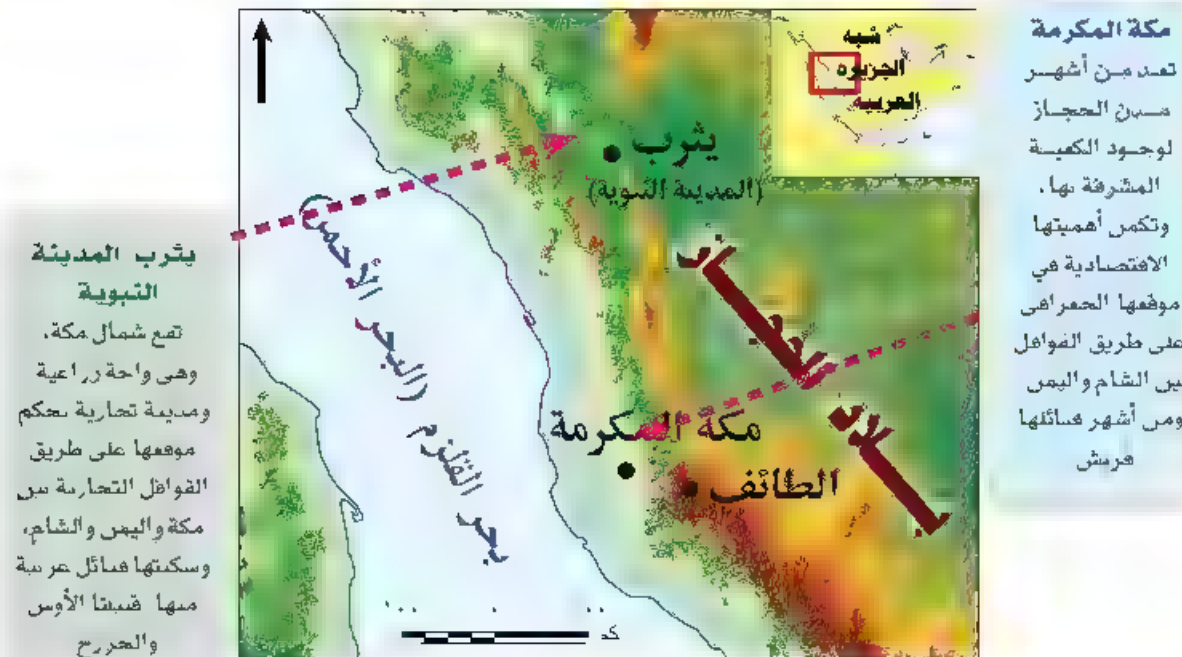 مكة المكرمة
تعد من أشهر
مدن الحجاز
لوجود الكعبة
المشرفة بها،
وتكمن أهميتها
الاقتصادية في
موقعها الجغرافي
على طريق القوافل
بين الشام واليمن
ومن أشهر قبائلها
قريش
شبه
الجزيرة
العربية
يثرب
(المدينة النبوية)
بلاد الحجاز
بحر القلزم (البحر الأحمر)
مكة المكرمة
الطائف
كم
يثرب المدينة
النبوية
تقع شمال مكة،
وهي واحة زراعية
ومدينة تجارية بحكم
موقعها على طريق
القوافل التجارية بين
مكة واليمن والشام،
وسكنتها قبائل عربية
منها قبيلتا الأوس
والخزرج